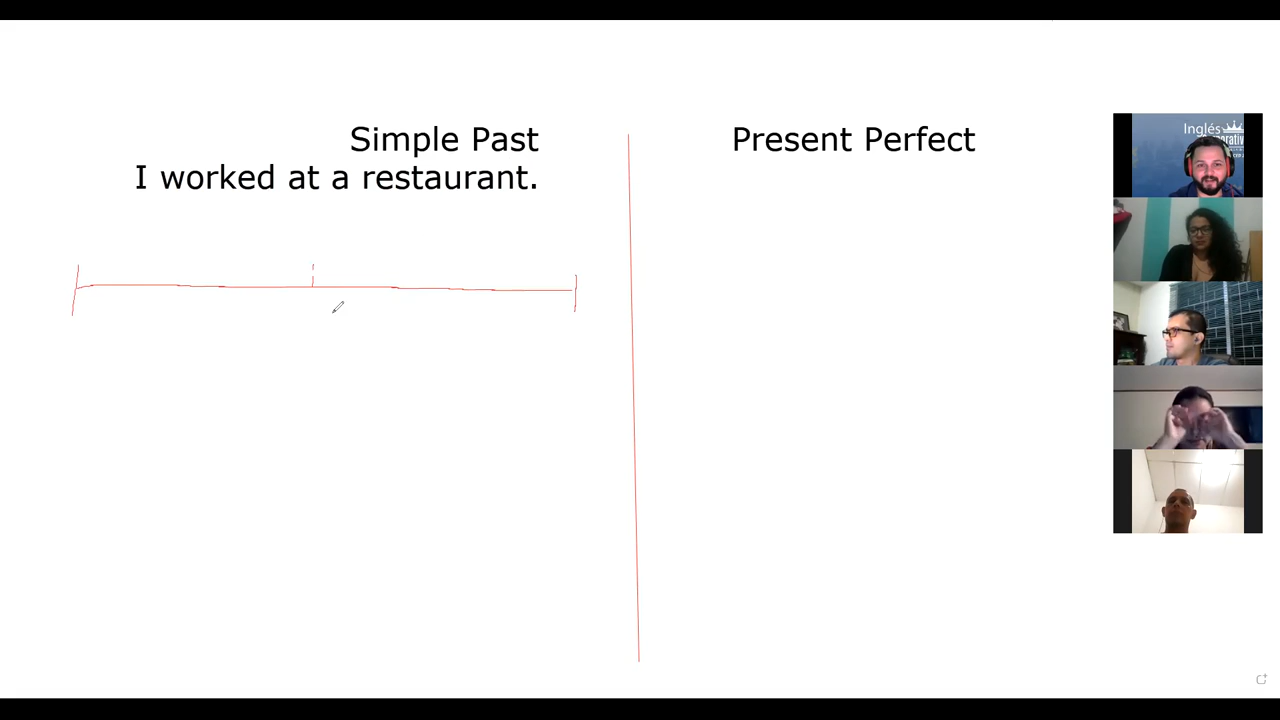 Simple Past
I worked at a restaurant.
Present Perfect
Inglés